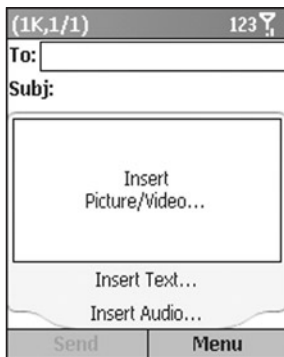 (1K,1/1) 123
To:
Subj:
Insert
Picture/Video...
Insert Text...
Insert Audio...
Send Menu